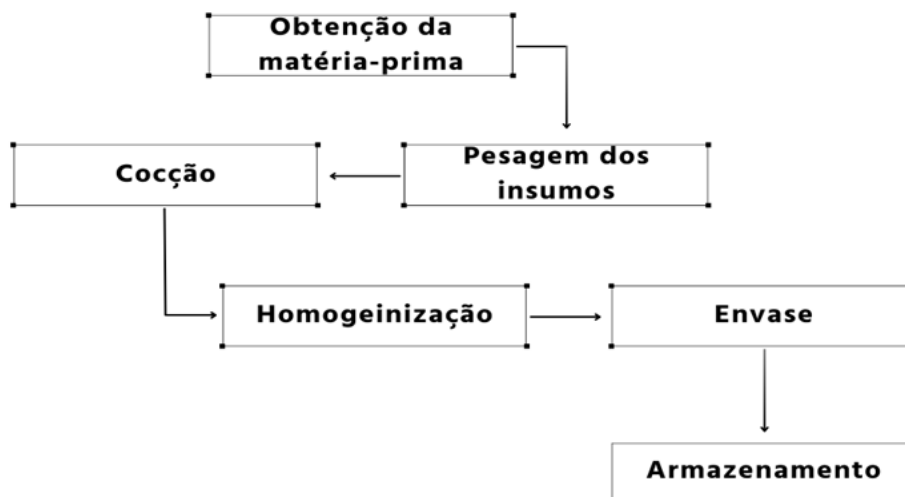 Obtenção da
matéria-prima
Pesagem dos
insumos
Cocção
Homogeinização
Envase
Armazenamento